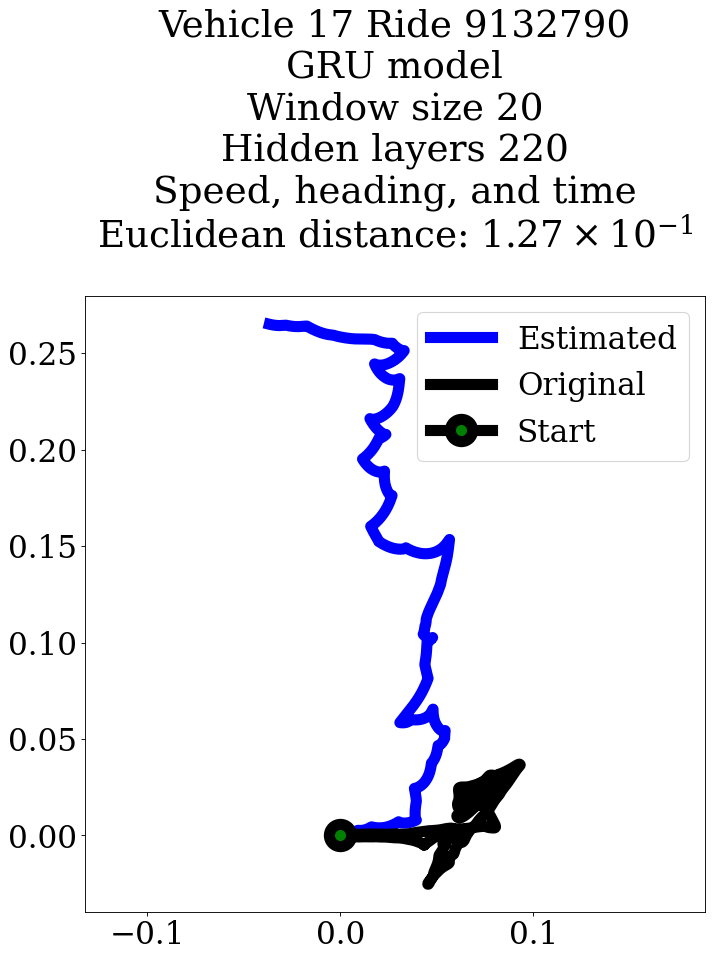 Vehicle 17 Ride 9132790
GRU model
Window size 20
Hidden layers 220
Speed, heading, and time
Euclidean distance: 1.27 × 10⁻¹
Estimated
Original
Start
0.25
0.20
0.15
0.10
0.05
0.00
−0.1
0.0
0.1